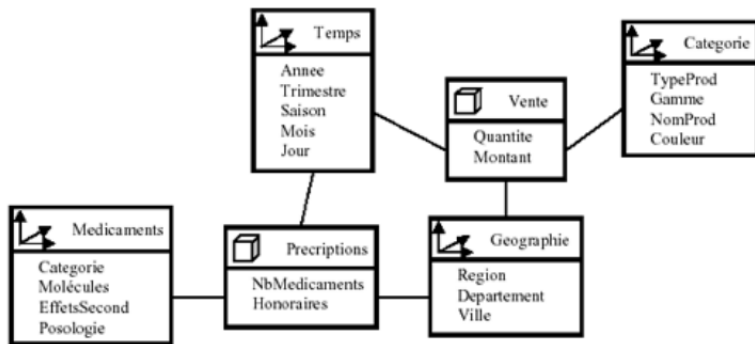 Temps
Annee
Trimestre
Saison
Mois
Jour
Vente
Quantite
Montant
Categorie
TypeProd
Gamme
NomProd
Couleur
Medicaments
Categorie
Molécules
EffetsSecond
Posologie
Precriptions
NbMedicaments
Honoraires
Geographie
Region
Departement
Ville